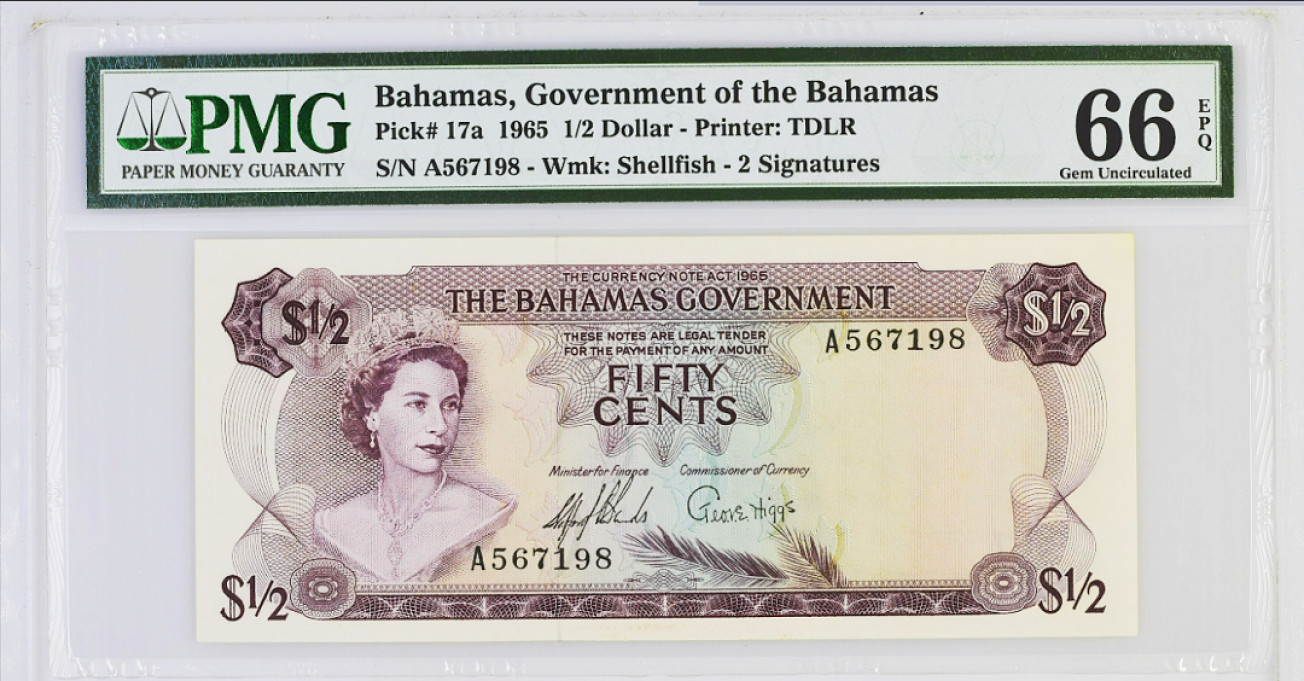 PMG
PAPER MONEY GUARANTY
Bahamas, Government of the Bahamas
Pick# 17a 1965 1/2 Dollar - Printer: TDLR
S/N A567198 - Wmk: Shellfish - 2 Signatures
66
Gem Uncirculated
EPQ
THE CURRENCY NOTE ACT 1965
THE BAHAMAS GOVERNMENT
$1/2
$1/2
THESE NOTES ARE LEGAL TENDER
FOR THE PAYMENT OF ANY AMOUNT
A567198
FIFTY
CENTS
Minister for Finance Commissioner of Currency
Geo. E. Higgs
A567198
$1/2
$1/2